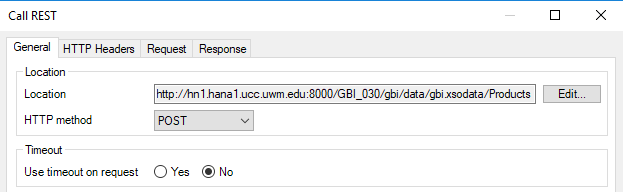 Call REST
General HTTP Headers Request Response
Location
Location http://hn1.hana1.ucc.uwm.edu:8000/GBI_030/gbi/data/gbi.xsodata/Products Edit...
HTTP method POST
Timeout
Use timeout on request Yes No